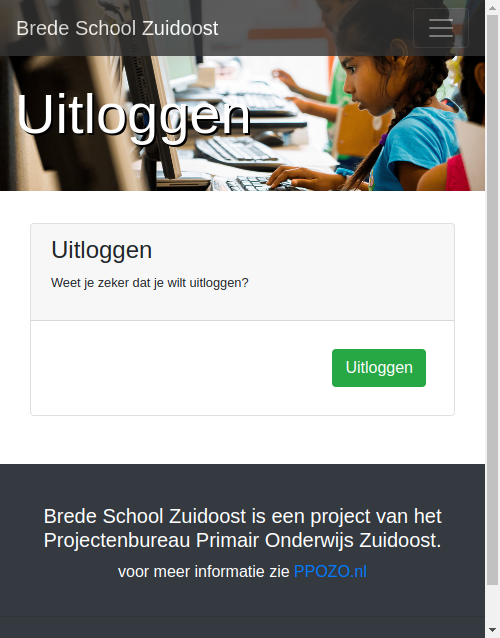 Brede School Zuidoost
Uitloggen
Uitloggen
Weet je zeker dat je wilt uitloggen?
Uitloggen
Brede School Zuidoost is een project van het
Projectenbureau Primair Onderwijs Zuidoost.
voor meer informatie zie PPOZO.nl